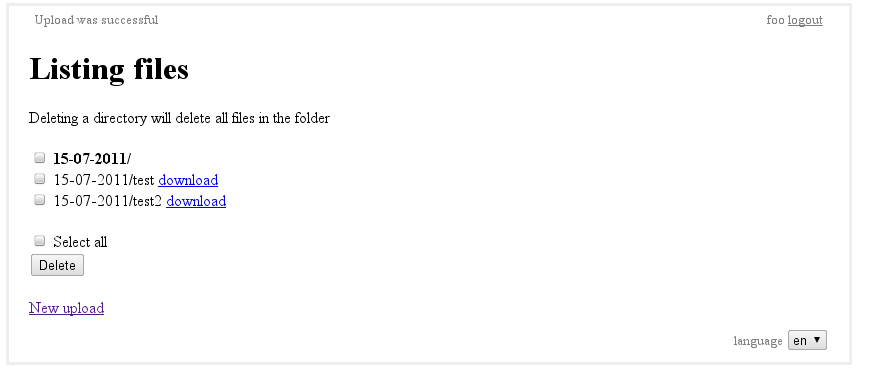 Upload was successful
foo logout
Listing files
Deleting a directory will delete all files in the folder
15-07-2011/
15-07-2011/test download
15-07-2011/test2 download
Select all
Delete
New upload
language en